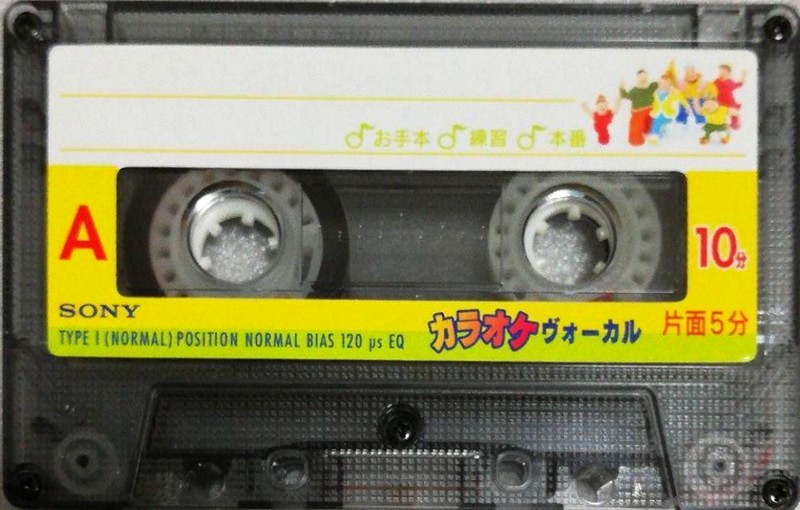 ♪お手本 ♪練習 ♪本番
A
10分
SONY
TYPE I (NORMAL) POSITION NORMAL BIAS 120 µs EQ
カラオケヴォーカル
片面5分